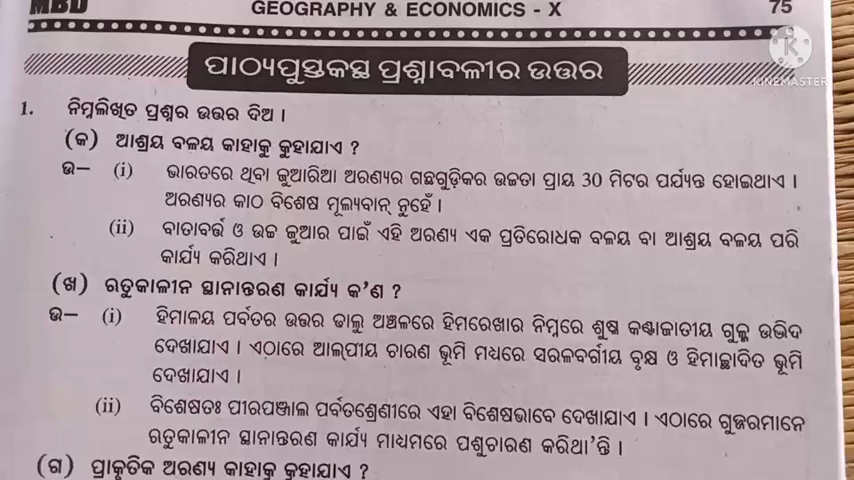 MBD GEOGRAPHY & ECONOMICS - X 75
KINEMASTER
ପାଠ୍ୟପୁସ୍ତକସ୍ଥ ପ୍ରଶ୍ନାବଳୀର ଉତ୍ତର
1. ନିମ୍ନଲିଖିତ ପ୍ରଶ୍ନର ଉତ୍ତର ଦିଅ ।
(କ) ଆଶ୍ରୟ ବଳୟ କାହାକୁ କୁହାଯାଏ ?
ଉ– (i) ଭାରତରେ ଥିବା ଜୁଆରିଆ ଅରଣ୍ୟର ଗଛଗୁଡ଼ିକର ଉଚ୍ଚତା ପ୍ରାୟ 30 ମିଟର ପର୍ଯ୍ୟନ୍ତ ହୋଇଥାଏ ।
ଅରଣ୍ୟର କାଠ ବିଶେଷ ମୂଲ୍ୟବାନ୍ ନୁହେଁ ।
(ii) ବାତାବର୍ତ୍ତ ଓ ଉଚ୍ଚ ଜୁଆର ପାଇଁ ଏହି ଅରଣ୍ୟ ଏକ ପ୍ରତିରୋଧକ ବଳୟ ବା ଆଶ୍ରୟ ବଳୟ ପରି
କାର୍ଯ୍ୟ କରିଥାଏ ।
(ଖ) ଋତୁକାଳୀନ ସ୍ଥାନାନ୍ତରଣ କାର୍ଯ୍ୟ କ'ଣ ?
ଉ– (i) ହିମାଳୟ ପର୍ବତର ଉତ୍ତର ଢାଲୁ ଅଞ୍ଚଳରେ ହିମରେଖାର ନିମ୍ନରେ ଶୁଷ୍କ କଣ୍ଟାଜାତୀୟ ଗୁଳ୍ମ ଉଦ୍ଭିଦ
ଦେଖାଯାଏ । ଏଠାରେ ଆଲ୍‌ପୀୟ ଚାରଣ ଭୂମି ମଧ୍ୟରେ ସରଳବର୍ଗୀୟ ବୃକ୍ଷ ଓ ହିମାଚ୍ଛାଦିତ ଭୂମି
ଦେଖାଯାଏ ।
(ii) ବିଶେଷତଃ ପୀରପଞ୍ଜାଲ ପର୍ବତଶ୍ରେଣୀରେ ଏହା ବିଶେଷଭାବେ ଦେଖାଯାଏ । ଏଠାରେ ଗୁଜ୍ଜରମାନେ
ଋତୁକାଳୀନ ସ୍ଥାନାନ୍ତରଣ କାର୍ଯ୍ୟ ମାଧ୍ୟମରେ ପଶୁଚାରଣ କରିଥା'ନ୍ତି ।
(ଗ) ପ୍ରାକୃତିକ ଅରଣ୍ୟ କାହାକୁ କୁହାଯାଏ ?